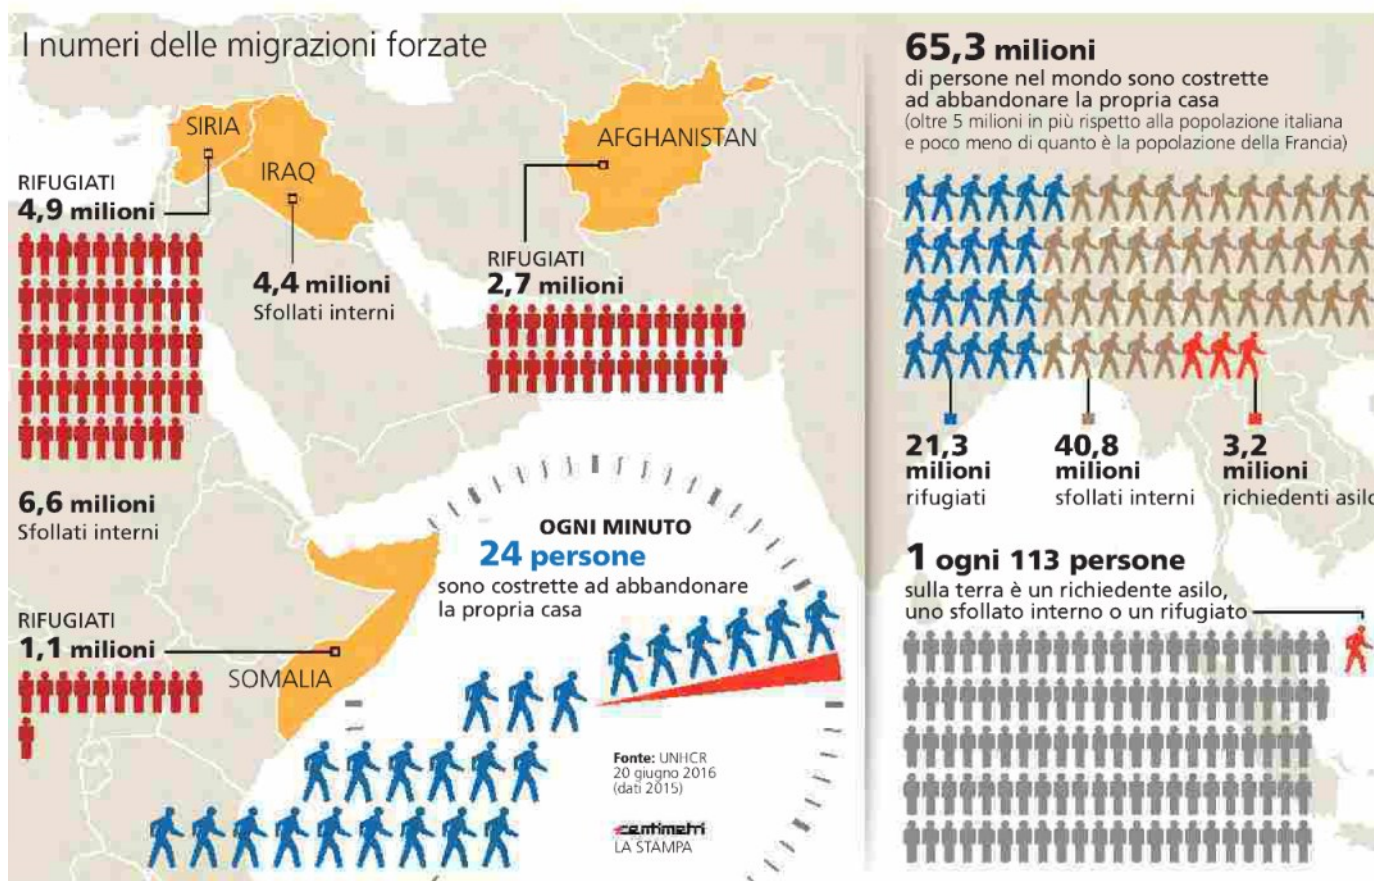 I numeri delle migrazioni forzate
SIRIA
IRAQ
AFGHANISTAN
RIFUGIATI
4,9 milioni
4,4 milioni
Sfollati interni
RIFUGIATI
2,7 milioni
6,6 milioni
Sfollati interni
RIFUGIATI
1,1 milioni
SOMALIA
OGNI MINUTO
24 persone
sono costrette ad abbandonare
la propria casa
Fonte: UNHCR
20 giugno 2016
(dati 2015)
centimetri
LA STAMPA
65,3 milioni
di persone nel mondo sono costrette
ad abbandonare la propria casa
(oltre 5 milioni in più rispetto alla popolazione italiana
e poco meno di quanto è la popolazione della Francia)
21,3
milioni
rifugiati
40,8
milioni
sfollati interni
3,2
milioni
richiedenti asilo
1 ogni 113 persone
sulla terra è un richiedente asilo,
uno sfollato interno o un rifugiato